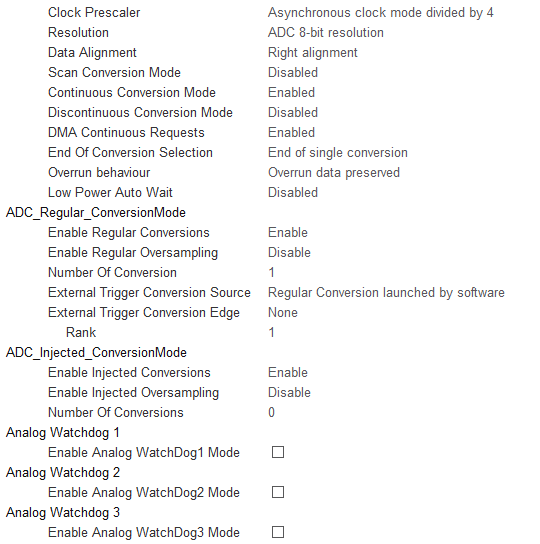 Clock Prescaler Asynchronous clock mode divided by 4
Resolution ADC 8-bit resolution
Data Alignment Right alignment
Scan Conversion Mode Disabled
Continuous Conversion Mode Enabled
Discontinuous Conversion Mode Disabled
DMA Continuous Requests Enabled
End Of Conversion Selection End of single conversion
Overrun behaviour Overrun data preserved
Low Power Auto Wait Disabled
ADC_Regular_ConversionMode
Enable Regular Conversions Enable
Enable Regular Oversampling Disable
Number Of Conversion 1
External Trigger Conversion Source Regular Conversion launched by software
External Trigger Conversion Edge None
Rank 1
ADC_Injected_ConversionMode
Enable Injected Conversions Enable
Enable Injected Oversampling Disable
Number Of Conversions 0
Analog Watchdog 1
Enable Analog WatchDog1 Mode
Analog Watchdog 2
Enable Analog WatchDog2 Mode
Analog Watchdog 3
Enable Analog WatchDog3 Mode